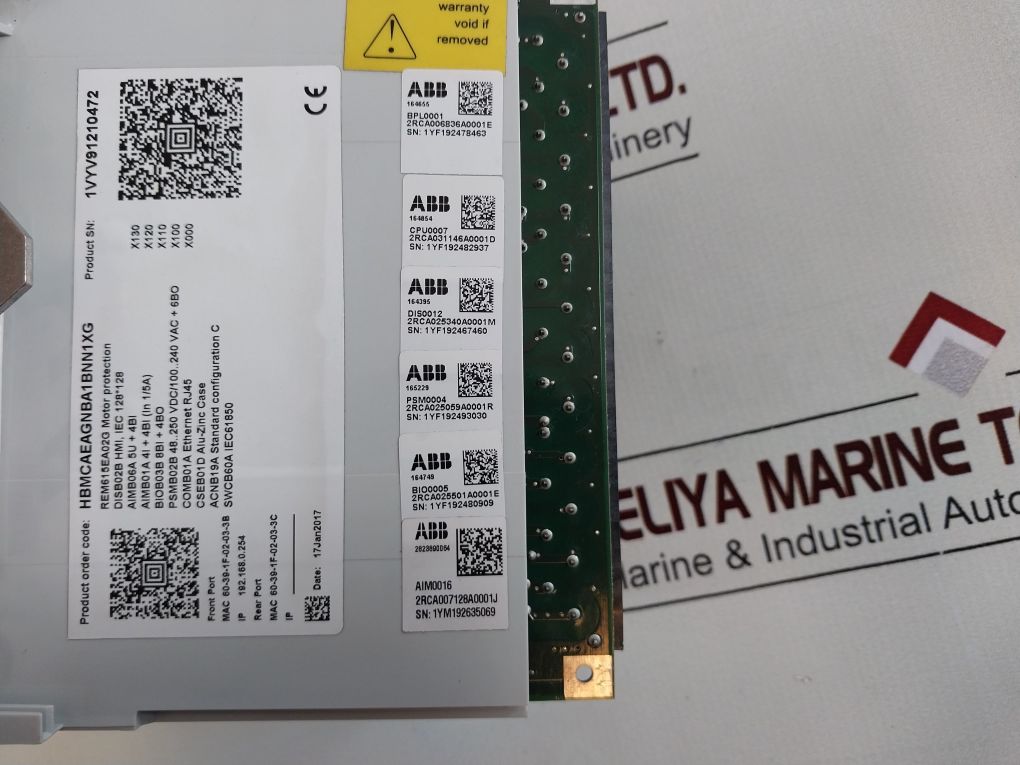 warranty
void if
removed
Product order code: HBMCAEAGNBA1BNN1XG Product SN: 1VYV91210472
REM615EA02G Motor protection
DISB02B HMI, IEC 128*128
AIMB06A 5U + 4BI X130
AIMB01A 4I + 4BI (In 1/5A) X120
BIOB03B 8BI + 4BO X110
PSMB02B 48..250 VDC/100..240 VAC + 6BO X100
COMB01A Ethernet RJ45 X000
CSEB01D Alu-Zinc Case
ACNB19A Standard configuration C
SWCB60A IEC61850
Front Port
MAC 60-39-1F-02-03-3B
IP 192.168.0.254
Rear Port
MAC 60-39-1F-02-03-3C
IP
Date: 17Jan2017
CE
ABB
164655
BPL0001
2RCA006836A0001E
SN: 1YF192478463
ABB
164854
CPU0007
2RCA031146A0001D
SN: 1YF192482937
ABB
164395
DIS0012
2RCA025340A0001M
SN: 1YF192467460
ABB
165229
PSM0004
2RCA025059A0001R
SN: 1YF192493030
ABB
164749
BIO0005
2RCA025501A0001E
SN: 1YF192480909
ABB
AIM0016
2RCA007128A0001J
SN: 1YM192635069
LTD.
inery
ELIYA MARINE
arine & Industrial Auto